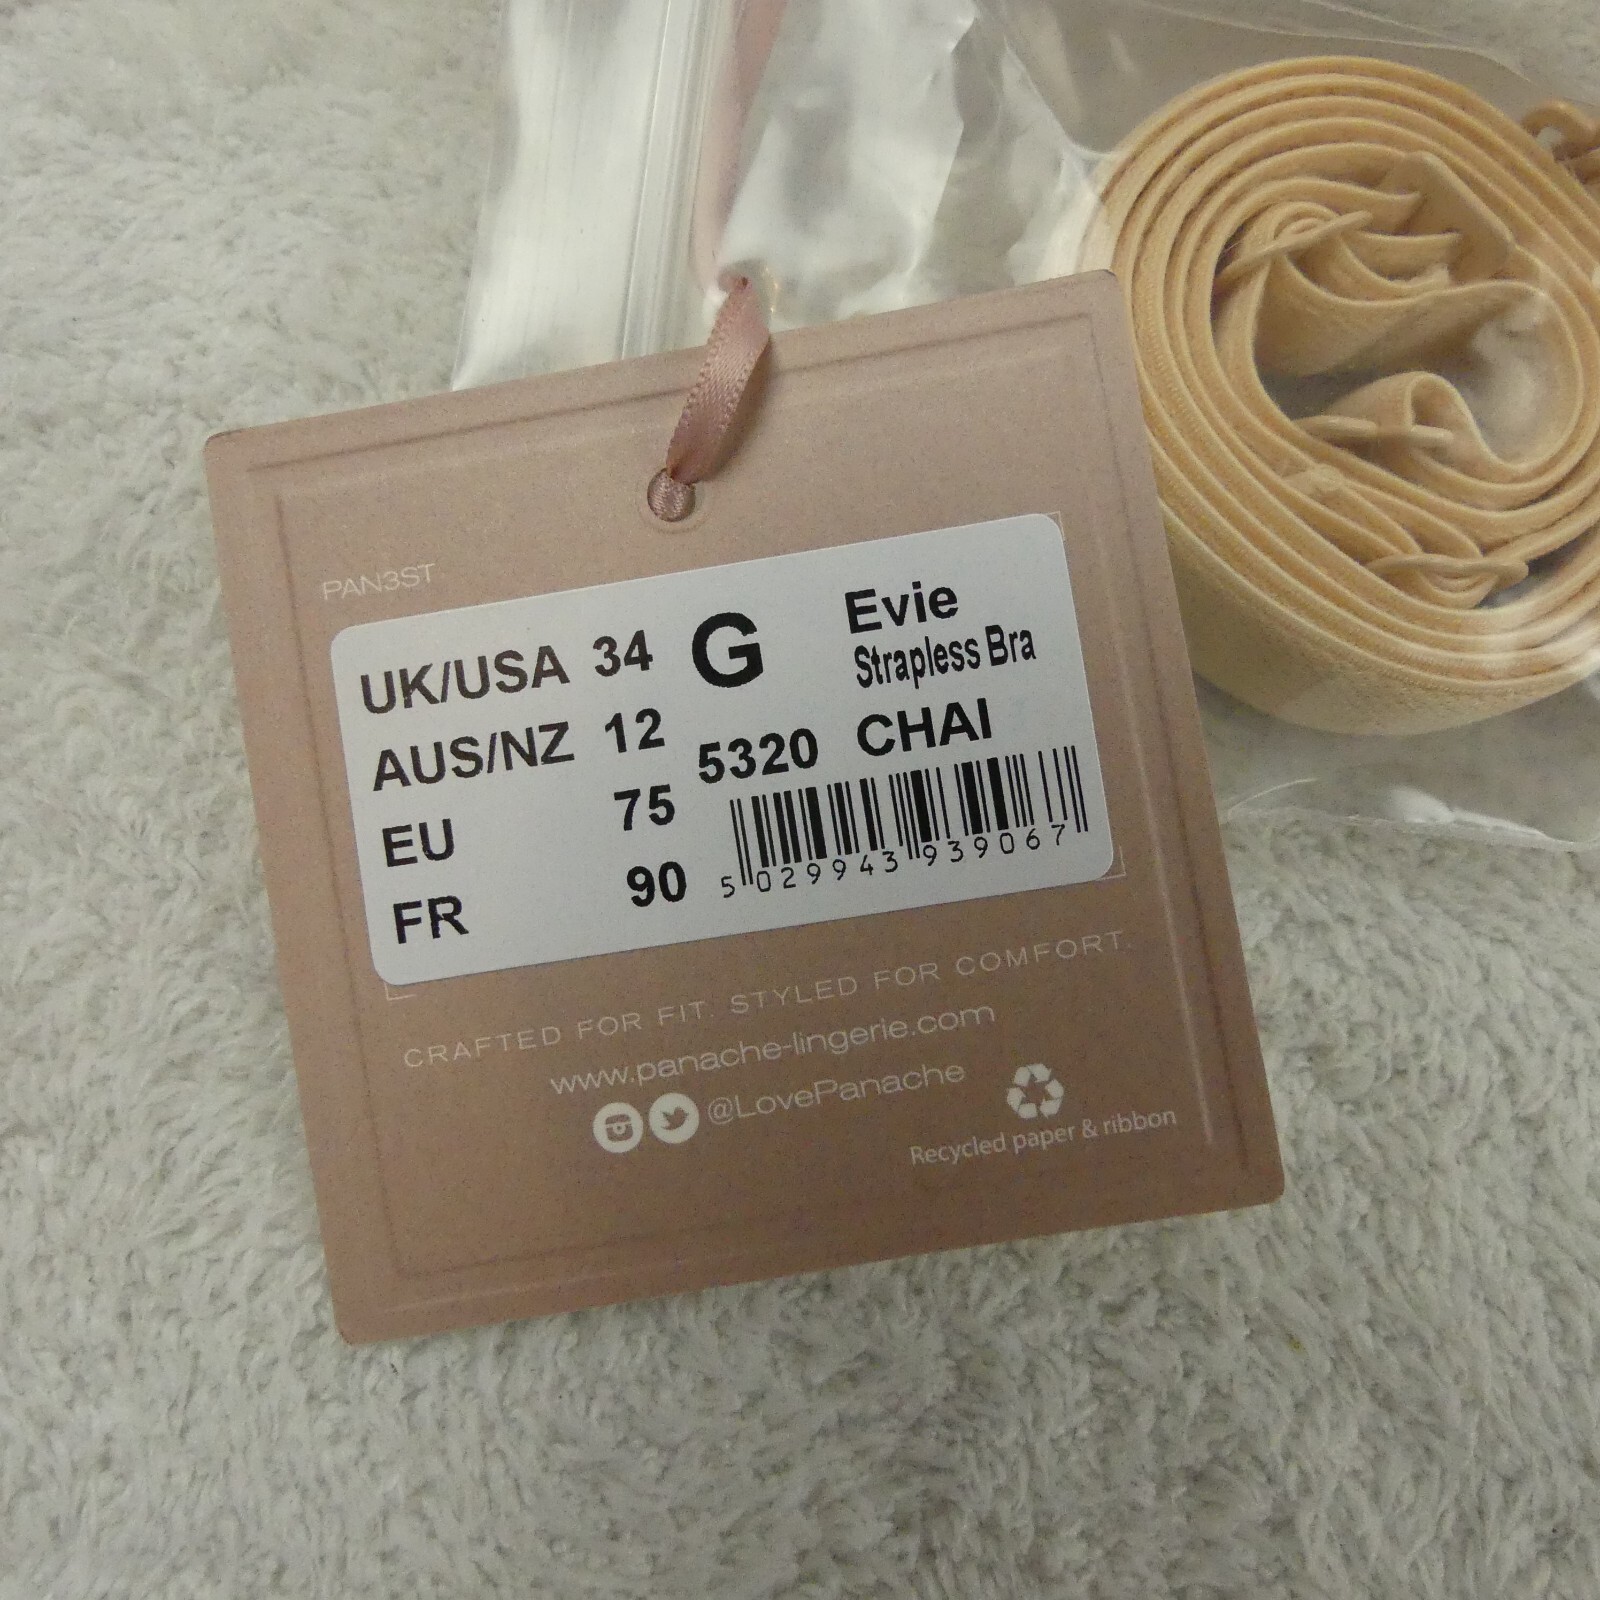 PAN3ST
UK/USA 34 G Evie
Strapless Bra
AUS/NZ 12 5320 CHAI
EU 75
FR 90
5 029943 939067
CRAFTED FOR FIT. STYLED FOR COMFORT.
www.panache-lingerie.com
@LovePanache
Recycled paper & ribbon